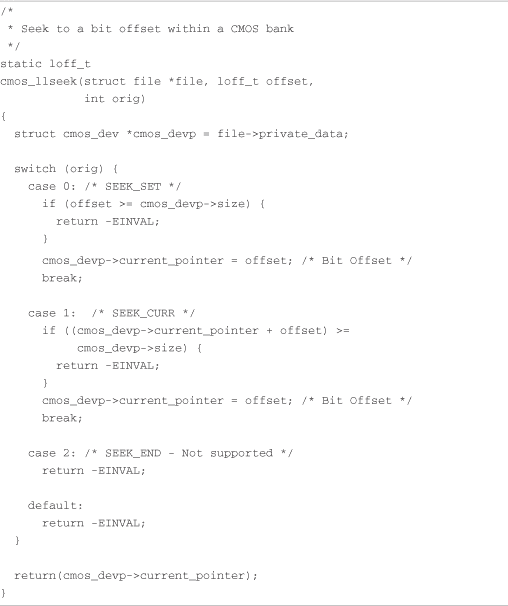 /*
 * Seek to a bit offset within a CMOS bank
 */
static loff_t
cmos_llseek(struct file *file, loff_t offset,
            int orig)
{
  struct cmos_dev *cmos_devp = file->private_data;

  switch (orig) {
    case 0: /* SEEK_SET */
      if (offset >= cmos_devp->size) {
        return -EINVAL;
      }
      cmos_devp->current_pointer = offset; /* Bit Offset */
      break;

    case 1:  /* SEEK_CURR */
      if ((cmos_devp->current_pointer + offset) >=
           cmos_devp->size) {
        return -EINVAL;
      }
      cmos_devp->current_pointer = offset; /* Bit Offset */
      break;

    case 2: /* SEEK_END - Not supported */
      return -EINVAL;

    default:
      return -EINVAL;
  }

  return(cmos_devp->current_pointer);
}